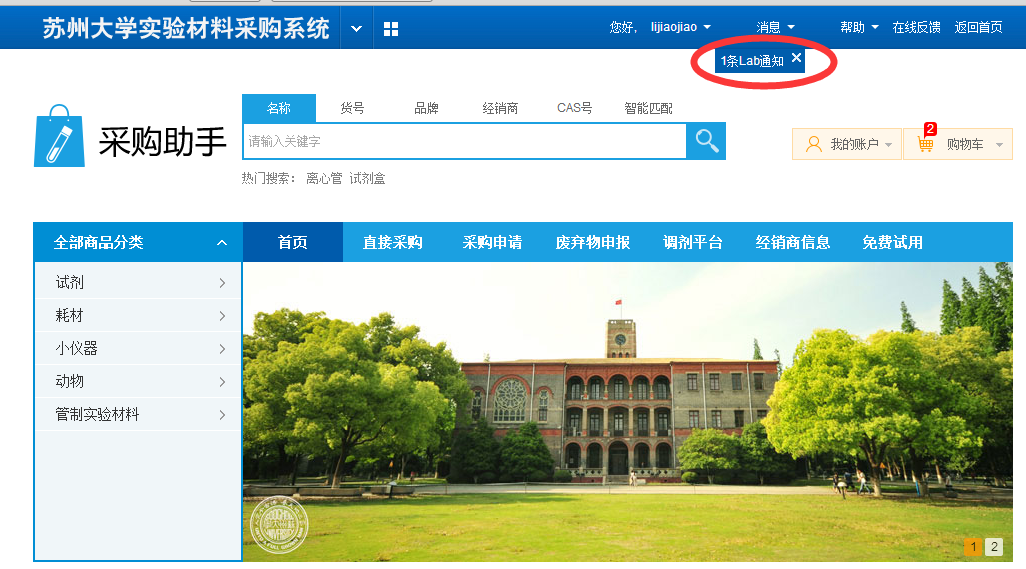 苏州大学实验材料采购系统
您好， lijiaojiao 消息 帮助 在线反馈 返回首页
1条Lab通知
名称 货号 品牌 经销商 CAS号 智能匹配
采购助手
请输入关键字
我的账户 2 购物车
热门搜索： 离心管 试剂盒
全部商品分类 首页 直接采购 采购申请 废弃物申报 调剂平台 经销商信息 免费试用
试剂
耗材
小仪器
动物
管制实验材料
1 2